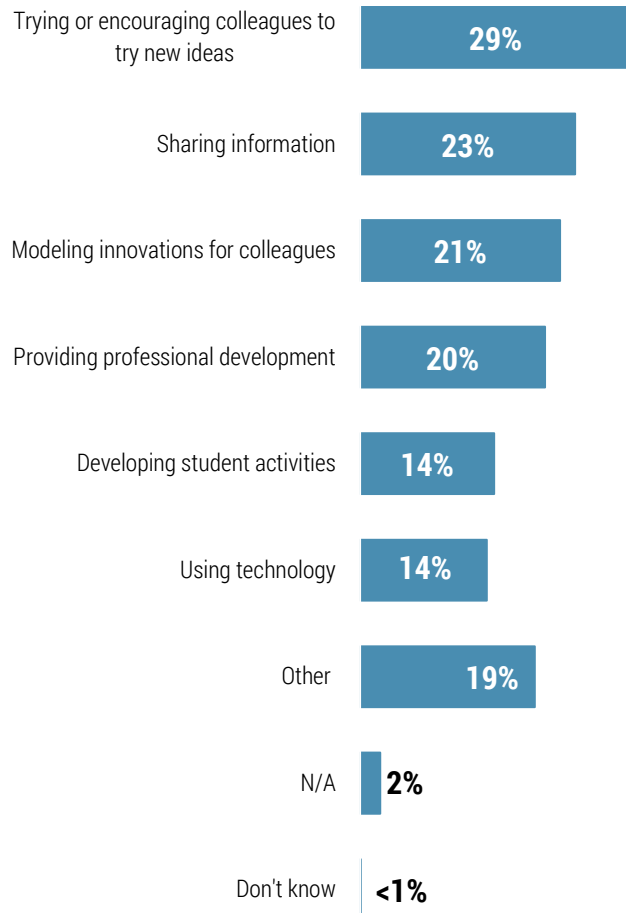 Trying or encouraging colleagues to
try new ideas
29%
Sharing information
23%
Modeling innovations for colleagues
21%
Providing professional development
20%
Developing student activities
14%
Using technology
14%
Other
19%
N/A
2%
Don't know
<1%